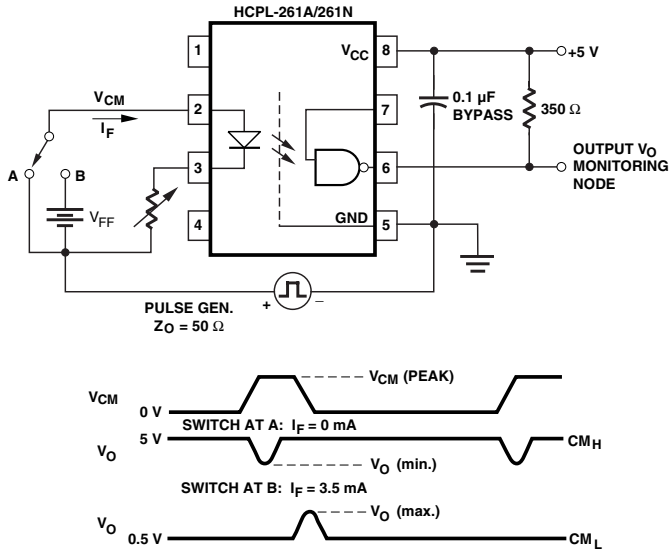 HCPL-261A/261N
1
V_CC 8
+5 V
V_CM
I_F
2
7
0.1 µF
BYPASS
350 Ω
A
B
3
6
OUTPUT V_O
MONITORING
NODE
V_FF
4
GND
5
+
–
PULSE GEN.
Z_O = 50 Ω
V_CM
V_CM (PEAK)
0 V
SWITCH AT A: I_F = 0 mA
V_O
5 V
CM_H
V_O (min.)
SWITCH AT B: I_F = 3.5 mA
V_O (max.)
V_O
0.5 V
CM_L